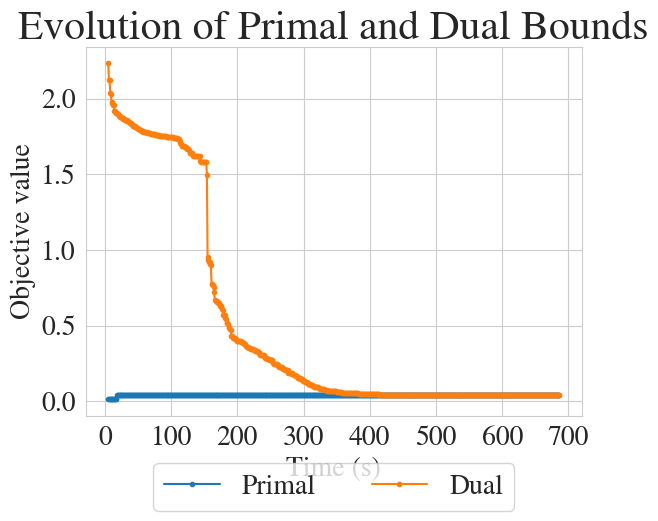 Evolution of Primal and Dual Bounds
Objective value
2.0
1.5
1.0
0.5
0.0
0 100 200 300 400 500 600 700
Time (s)
Primal Dual